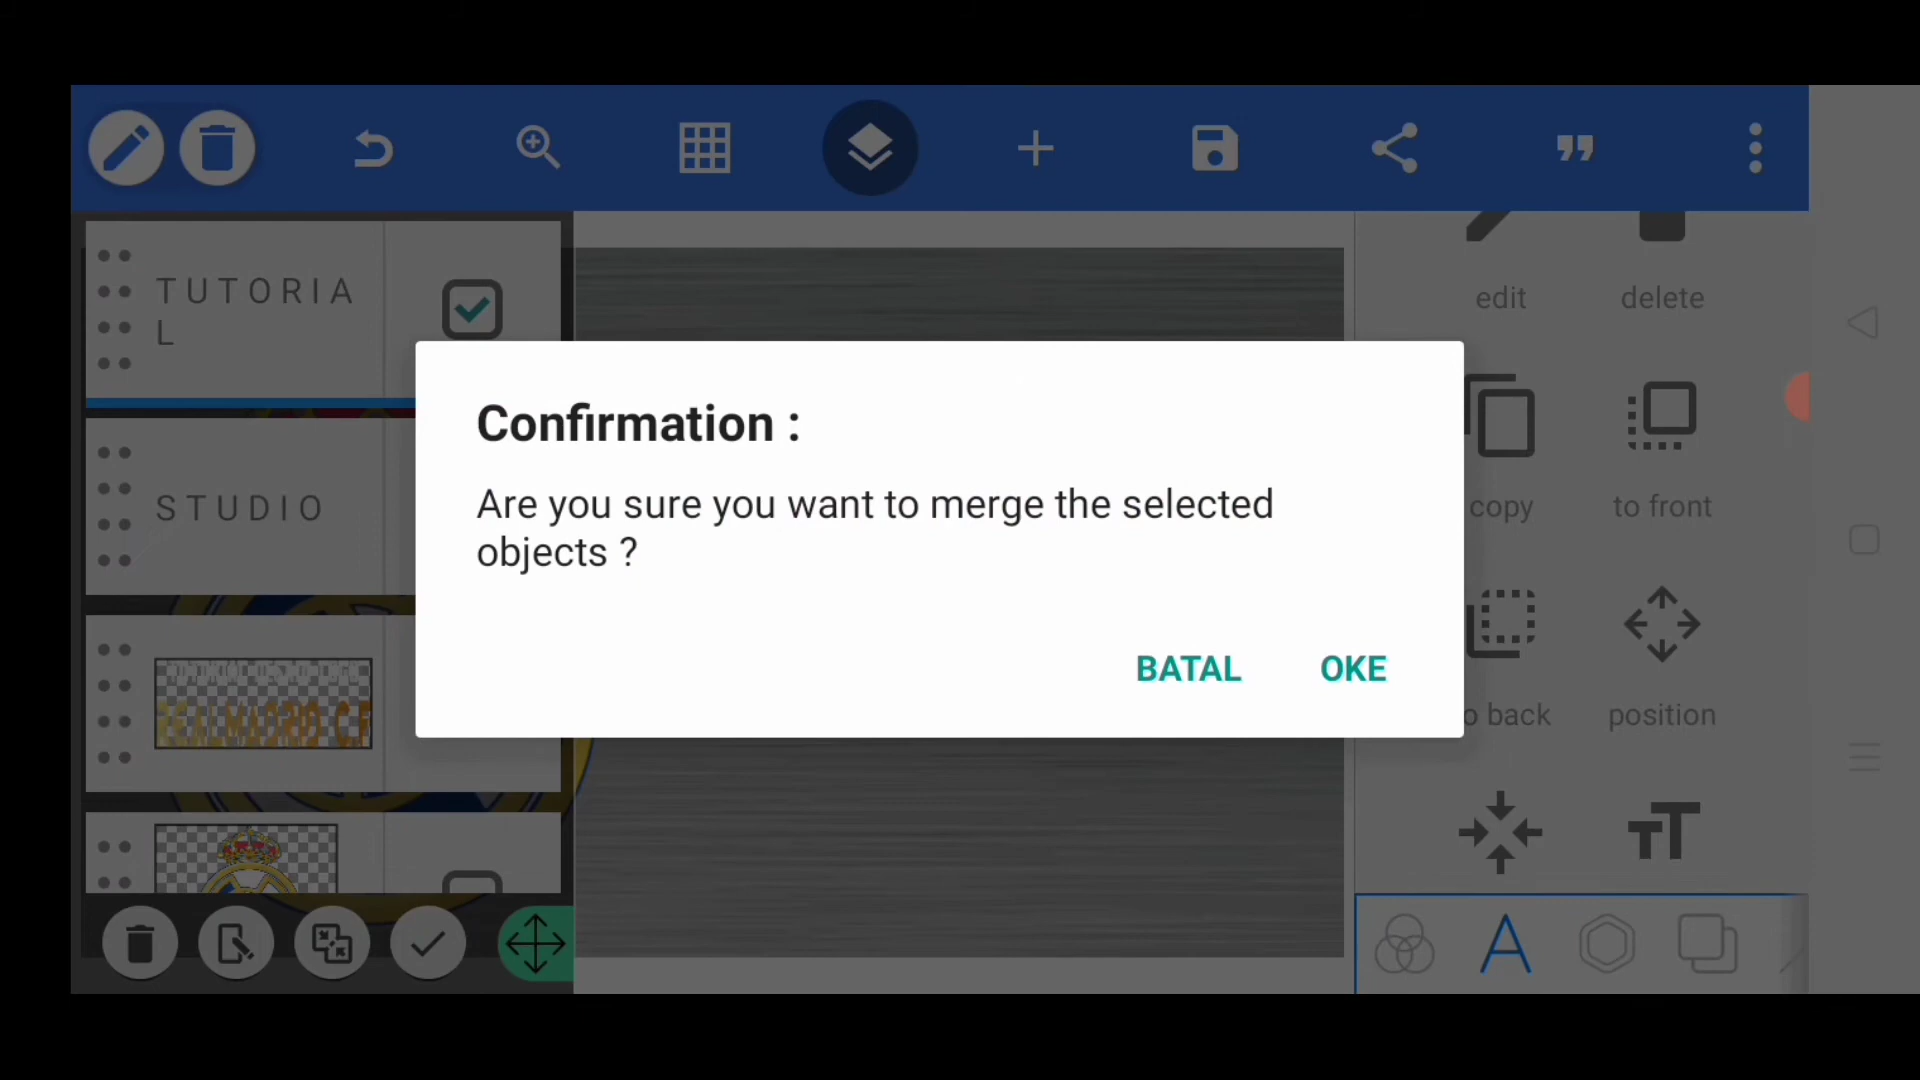 TUTORIA
L
STUDIO
REALMADRID C.F
Confirmation :
Are you sure you want to merge the selected
objects ?
BATAL OKE
edit delete
copy to front
o back position